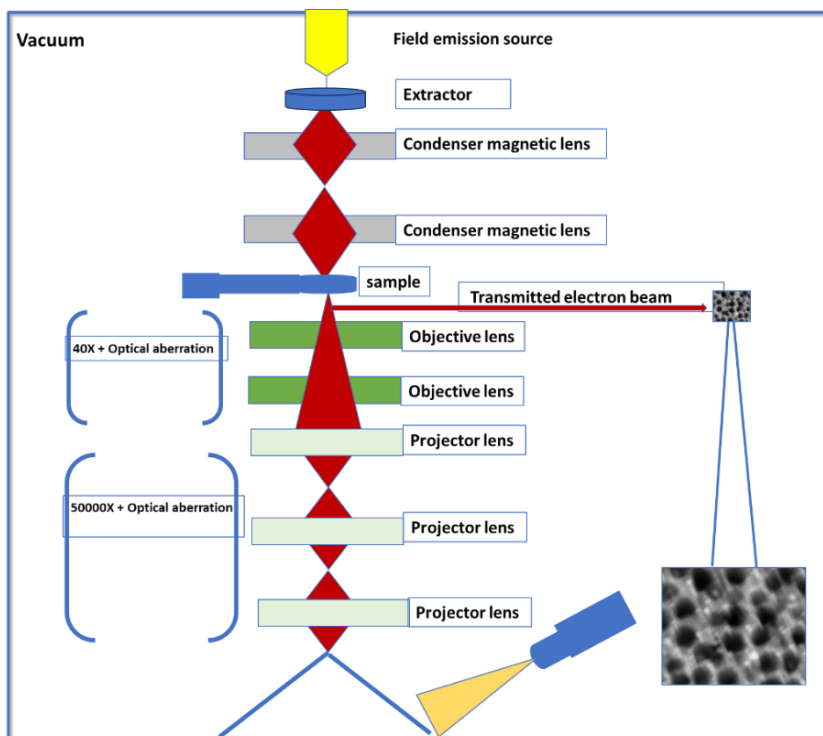 Vacuum
Field emission source
Extractor
Condenser magnetic lens
Condenser magnetic lens
sample
Transmitted electron beam
Objective lens
40X + Optical aberration
Objective lens
Projector lens
50000X + Optical aberration
Projector lens
Projector lens